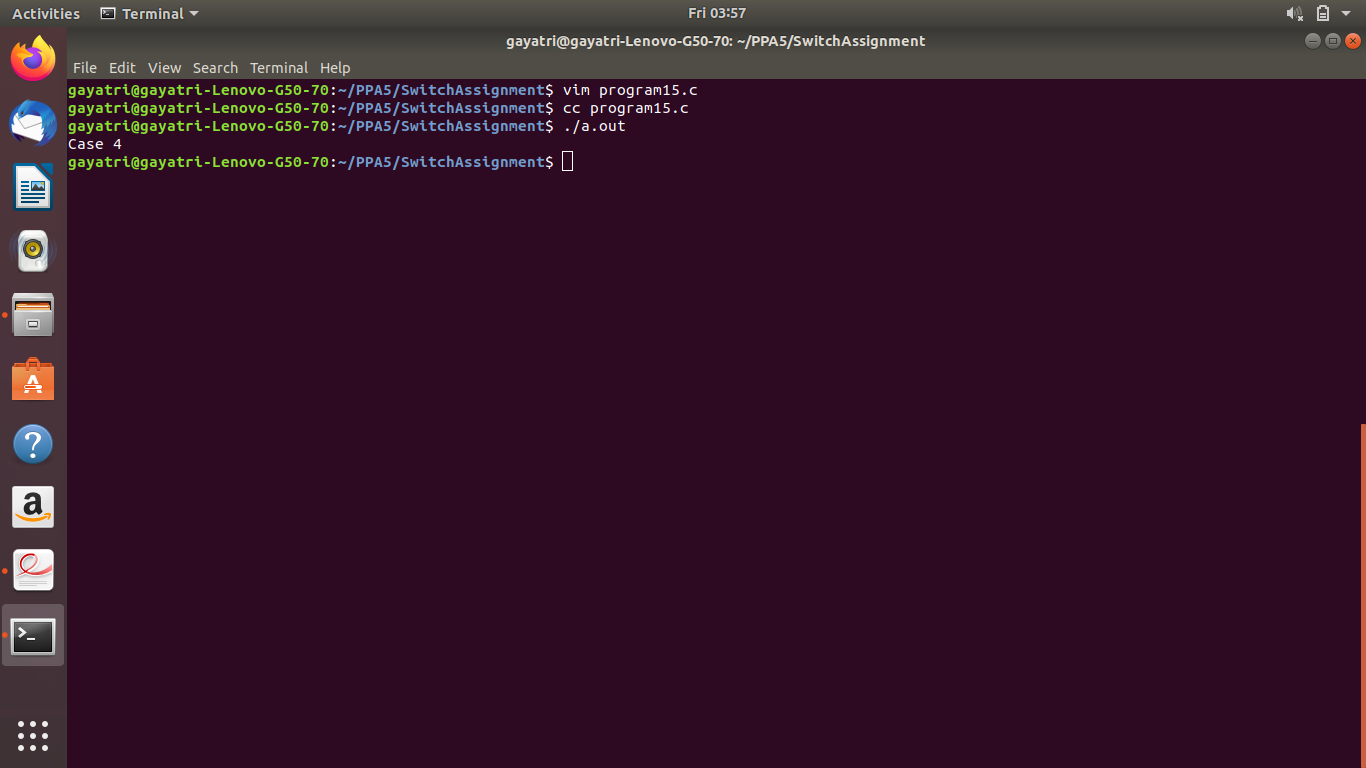 Activities Terminal Fri 03:57
gayatri@gayatri-Lenovo-G50-70: ~/PPA5/SwitchAssignment
File Edit View Search Terminal Help
gayatri@gayatri-Lenovo-G50-70:~/PPA5/SwitchAssignment$ vim program15.c
gayatri@gayatri-Lenovo-G50-70:~/PPA5/SwitchAssignment$ cc program15.c
gayatri@gayatri-Lenovo-G50-70:~/PPA5/SwitchAssignment$ ./a.out
Case 4
gayatri@gayatri-Lenovo-G50-70:~/PPA5/SwitchAssignment$